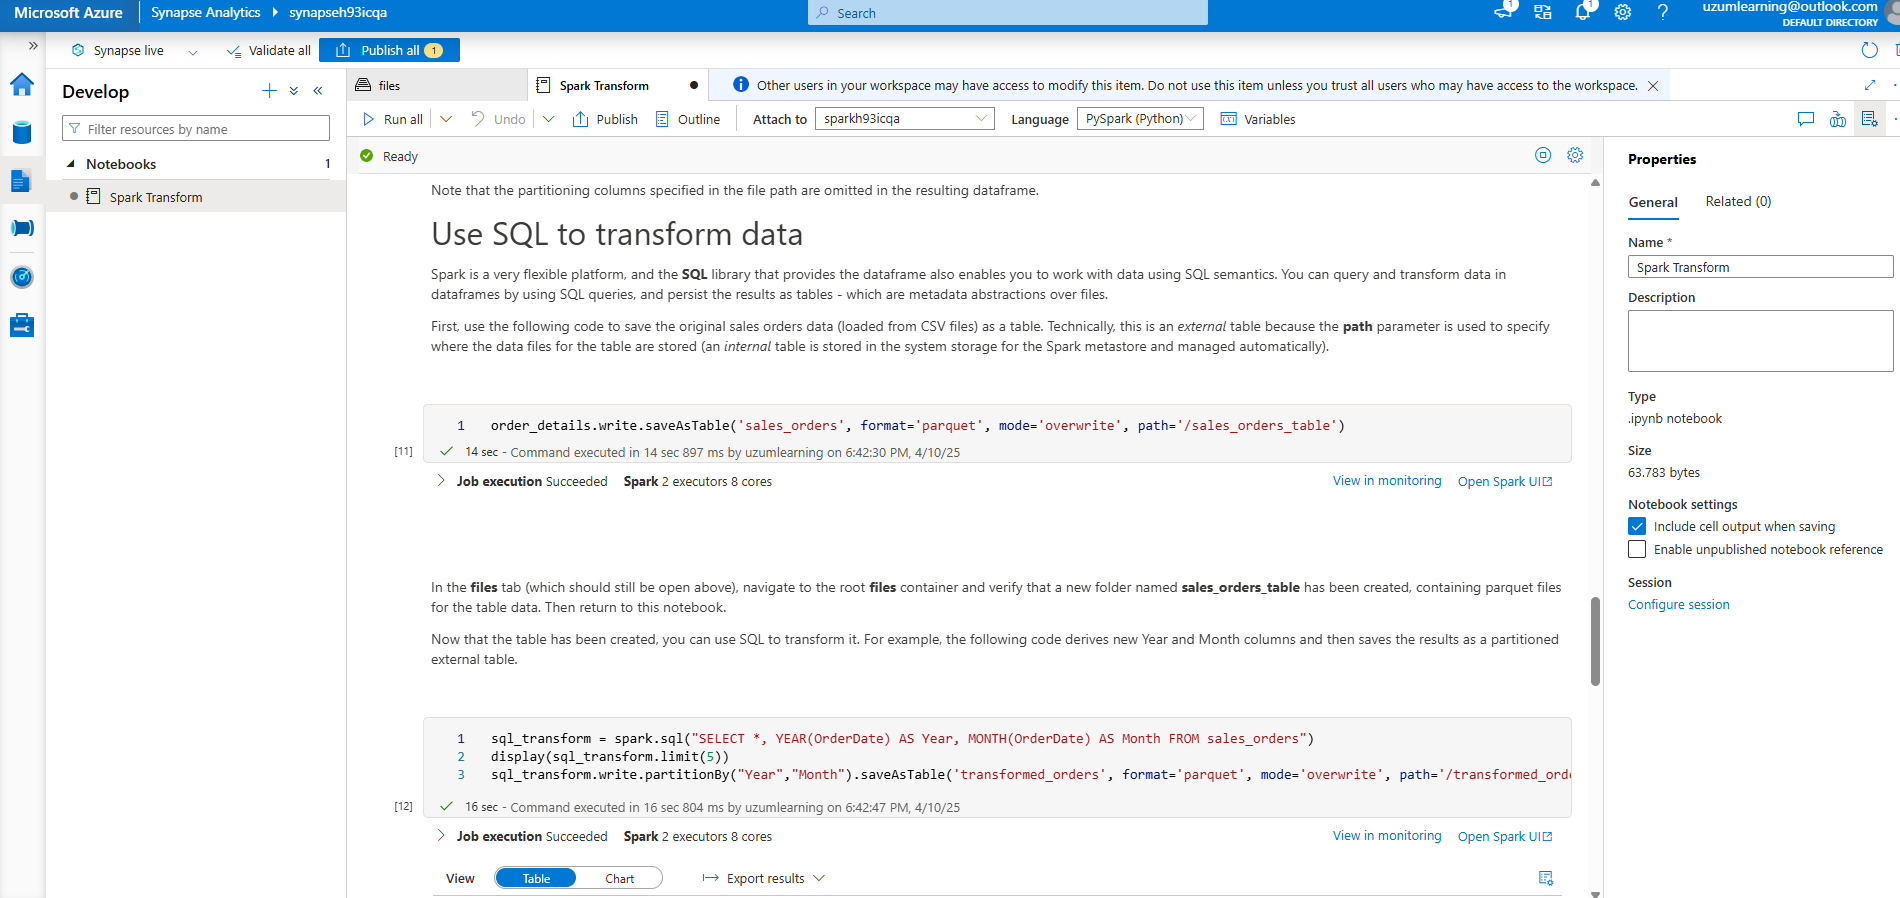 Microsoft Azure
Synapse Analytics
synapseh93icqa
Search
1
1
uzumlearning@outlook.com
DEFAULT DIRECTORY
Synapse live
Validate all
Publish all 1
Develop
Filter resources by name
Notebooks 1
Spark Transform
files
Spark Transform
Other users in your workspace may have access to modify this item. Do not use this item unless you trust all users who may have access to the workspace.
Run all
Undo
Publish
Outline
Attach to sparkh93icqa
Language PySpark (Python)
Variables
Ready
Note that the partitioning columns specified in the file path are omitted in the resulting dataframe.
Use SQL to transform data
Spark is a very flexible platform, and the SQL library that provides the dataframe also enables you to work with data using SQL semantics. You can query and transform data in
dataframes by using SQL queries, and persist the results as tables - which are metadata abstractions over files.
First, use the following code to save the original sales orders data (loaded from CSV files) as a table. Technically, this is an external table because the path parameter is used to specify
where the data files for the table are stored (an internal table is stored in the system storage for the Spark metastore and managed automatically).
1 order_details.write.saveAsTable('sales_orders', format='parquet', mode='overwrite', path='/sales_orders_table')
[11] 14 sec - Command executed in 14 sec 897 ms by uzumlearning on 6:42:30 PM, 4/10/25
Job execution Succeeded Spark 2 executors 8 cores
View in monitoring Open Spark UI
In the files tab (which should still be open above), navigate to the root files container and verify that a new folder named sales_orders_table has been created, containing parquet files
for the table data. Then return to this notebook.
Now that the table has been created, you can use SQL to transform it. For example, the following code derives new Year and Month columns and then saves the results as a partitioned
external table.
1 sql_transform = spark.sql("SELECT *, YEAR(OrderDate) AS Year, MONTH(OrderDate) AS Month FROM sales_orders")
2 display(sql_transform.limit(5))
3 sql_transform.write.partitionBy("Year","Month").saveAsTable('transformed_orders', format='parquet', mode='overwrite', path='/transformed_ord
[12] 16 sec - Command executed in 16 sec 804 ms by uzumlearning on 6:42:47 PM, 4/10/25
Job execution Succeeded Spark 2 executors 8 cores
View in monitoring Open Spark UI
View Table Chart Export results
Properties
General Related (0)
Name *
Spark Transform
Description
Type
.ipynb notebook
Size
63.783 bytes
Notebook settings
Include cell output when saving
Enable unpublished notebook reference
Session
Configure session